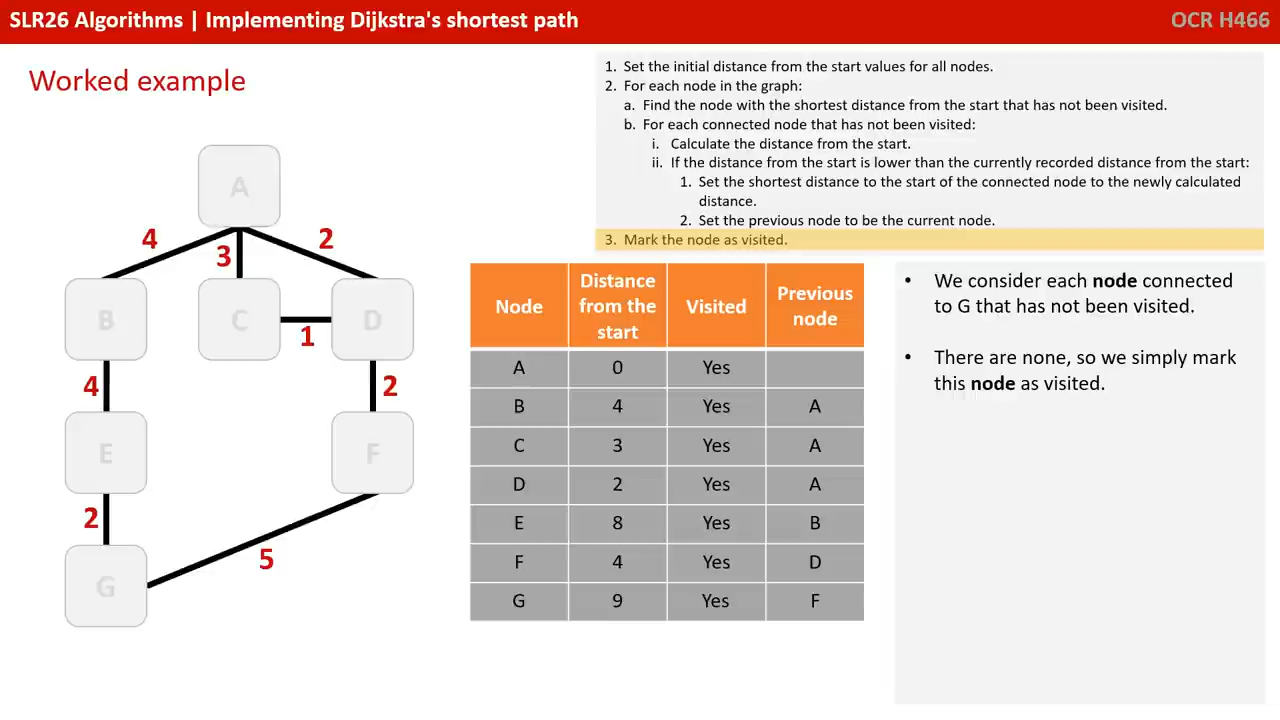 SLR26 Algorithms | Implementing Dijkstra's shortest path
OCR H466
Worked example
1. Set the initial distance from the start values for all nodes.
2. For each node in the graph:
a. Find the node with the shortest distance from the start that has not been visited.
b. For each connected node that has not been visited:
i. Calculate the distance from the start.
ii. If the distance from the start is lower than the currently recorded distance from the start:
1. Set the shortest distance to the start of the connected node to the newly calculated
distance.
2. Set the previous node to be the current node.
3. Mark the node as visited.
A
4
3
2
B
C
D
1
4
2
E
F
2
5
G
Node Distance from the start Visited Previous node
A 0 Yes
B 4 Yes A
C 3 Yes A
D 2 Yes A
E 8 Yes B
F 4 Yes D
G 9 Yes F
• We consider each node connected
to G that has not been visited.
• There are none, so we simply mark
this node as visited.